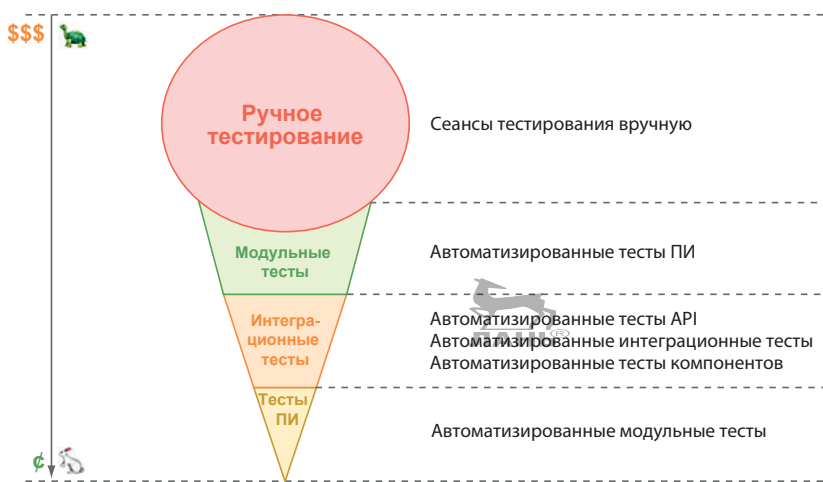 $$$
Ручное
тестирование
Сеансы тестирования вручную
Модульные
тесты
Автоматизированные тесты ПИ
Интегра-
ционные
тесты
Автоматизированные тесты API
Автоматизированные интеграционные тесты
Автоматизированные тесты компонентов
Тесты
ПИ
Автоматизированные модульные тесты
¢